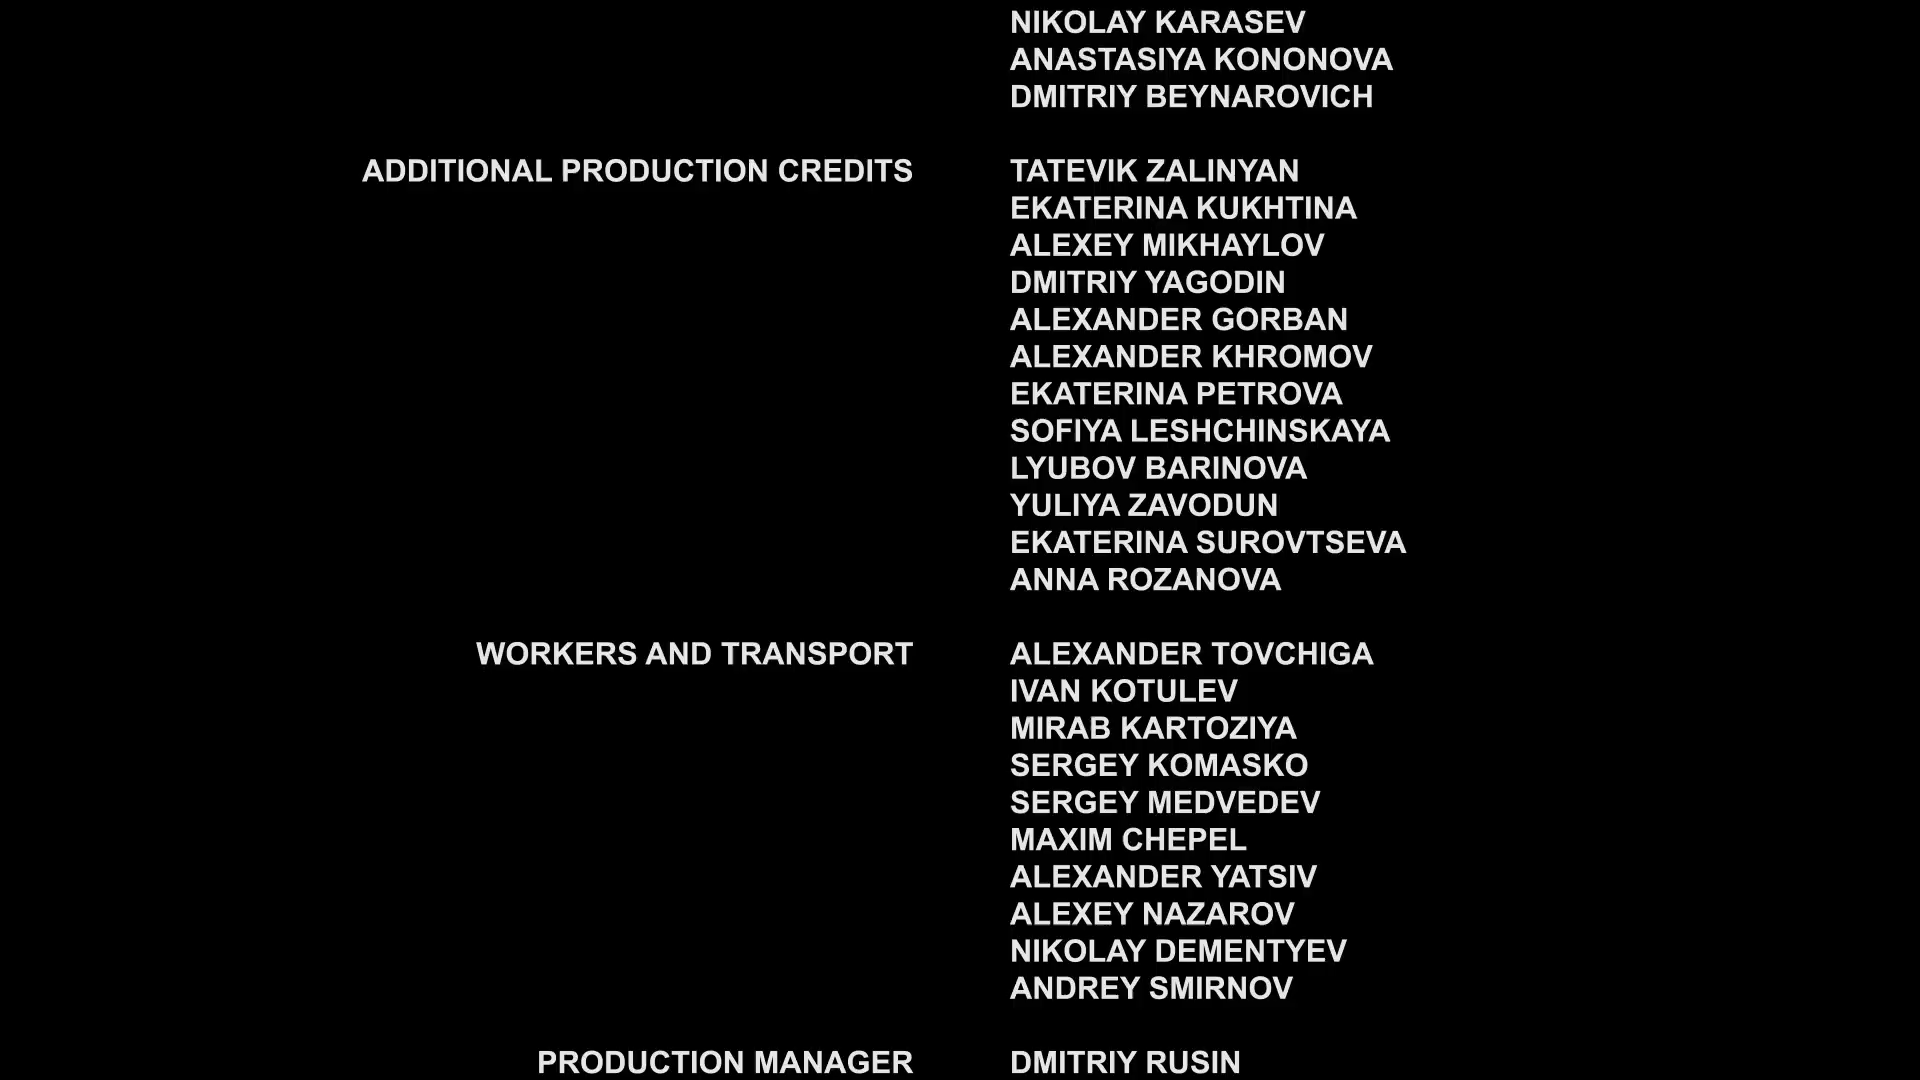 NIKOLAY KARASEV
ANASTASIYA KONONOVA
DMITRIY BEYNAROVICH
ADDITIONAL PRODUCTION CREDITS TATEVIK ZALINYAN
EKATERINA KUKHTINA
ALEXEY MIKHAYLOV
DMITRIY YAGODIN
ALEXANDER GORBAN
ALEXANDER KHROMOV
EKATERINA PETROVA
SOFIYA LESHCHINSKAYA
LYUBOV BARINOVA
YULIYA ZAVODUN
EKATERINA SUROVTSEVA
ANNA ROZANOVA
WORKERS AND TRANSPORT ALEXANDER TOVCHIGA
IVAN KOTULEV
MIRAB KARTOZIYA
SERGEY KOMASKO
SERGEY MEDVEDEV
MAXIM CHEPEL
ALEXANDER YATSIV
ALEXEY NAZAROV
NIKOLAY DEMENTYEV
ANDREY SMIRNOV
PRODUCTION MANAGER DMITRIY RUSIN